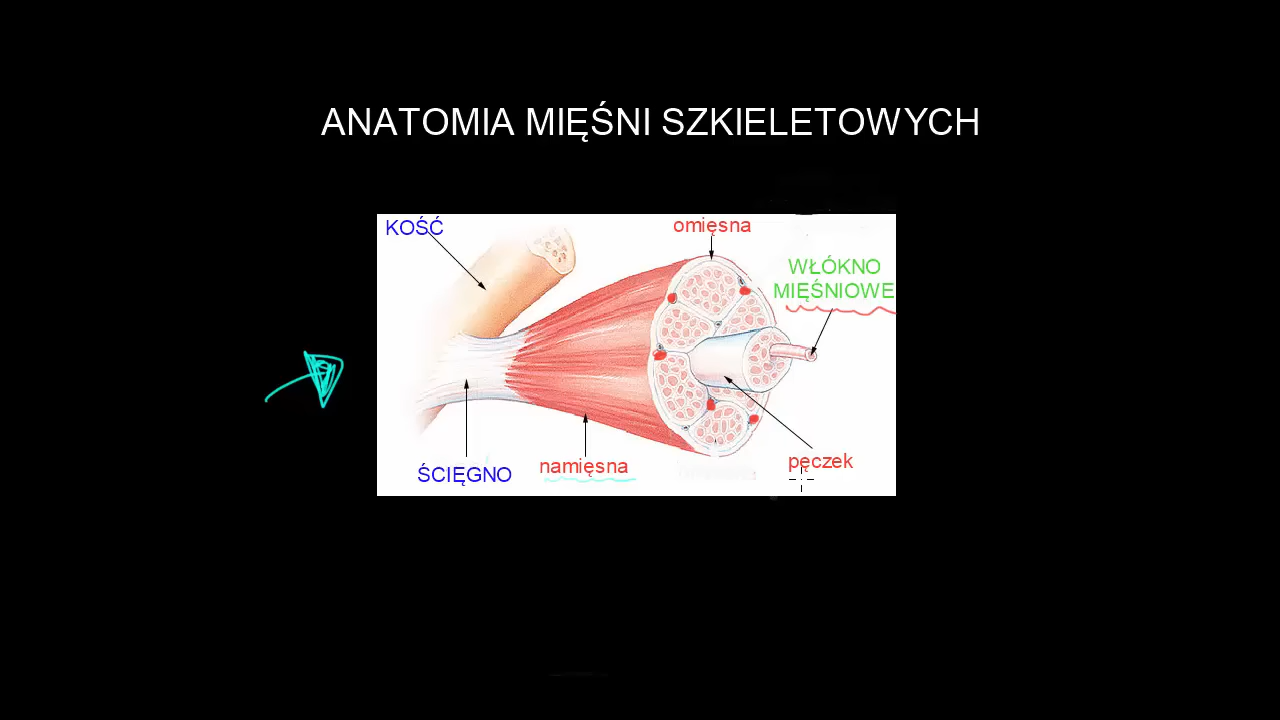 ANATOMIA MIĘŚNI SZKIELETOWYCH
KOŚĆ
omięsna
WŁÓKNO
MIĘŚNIOWE
ŚCIĘGNO
namięsna
pęczek